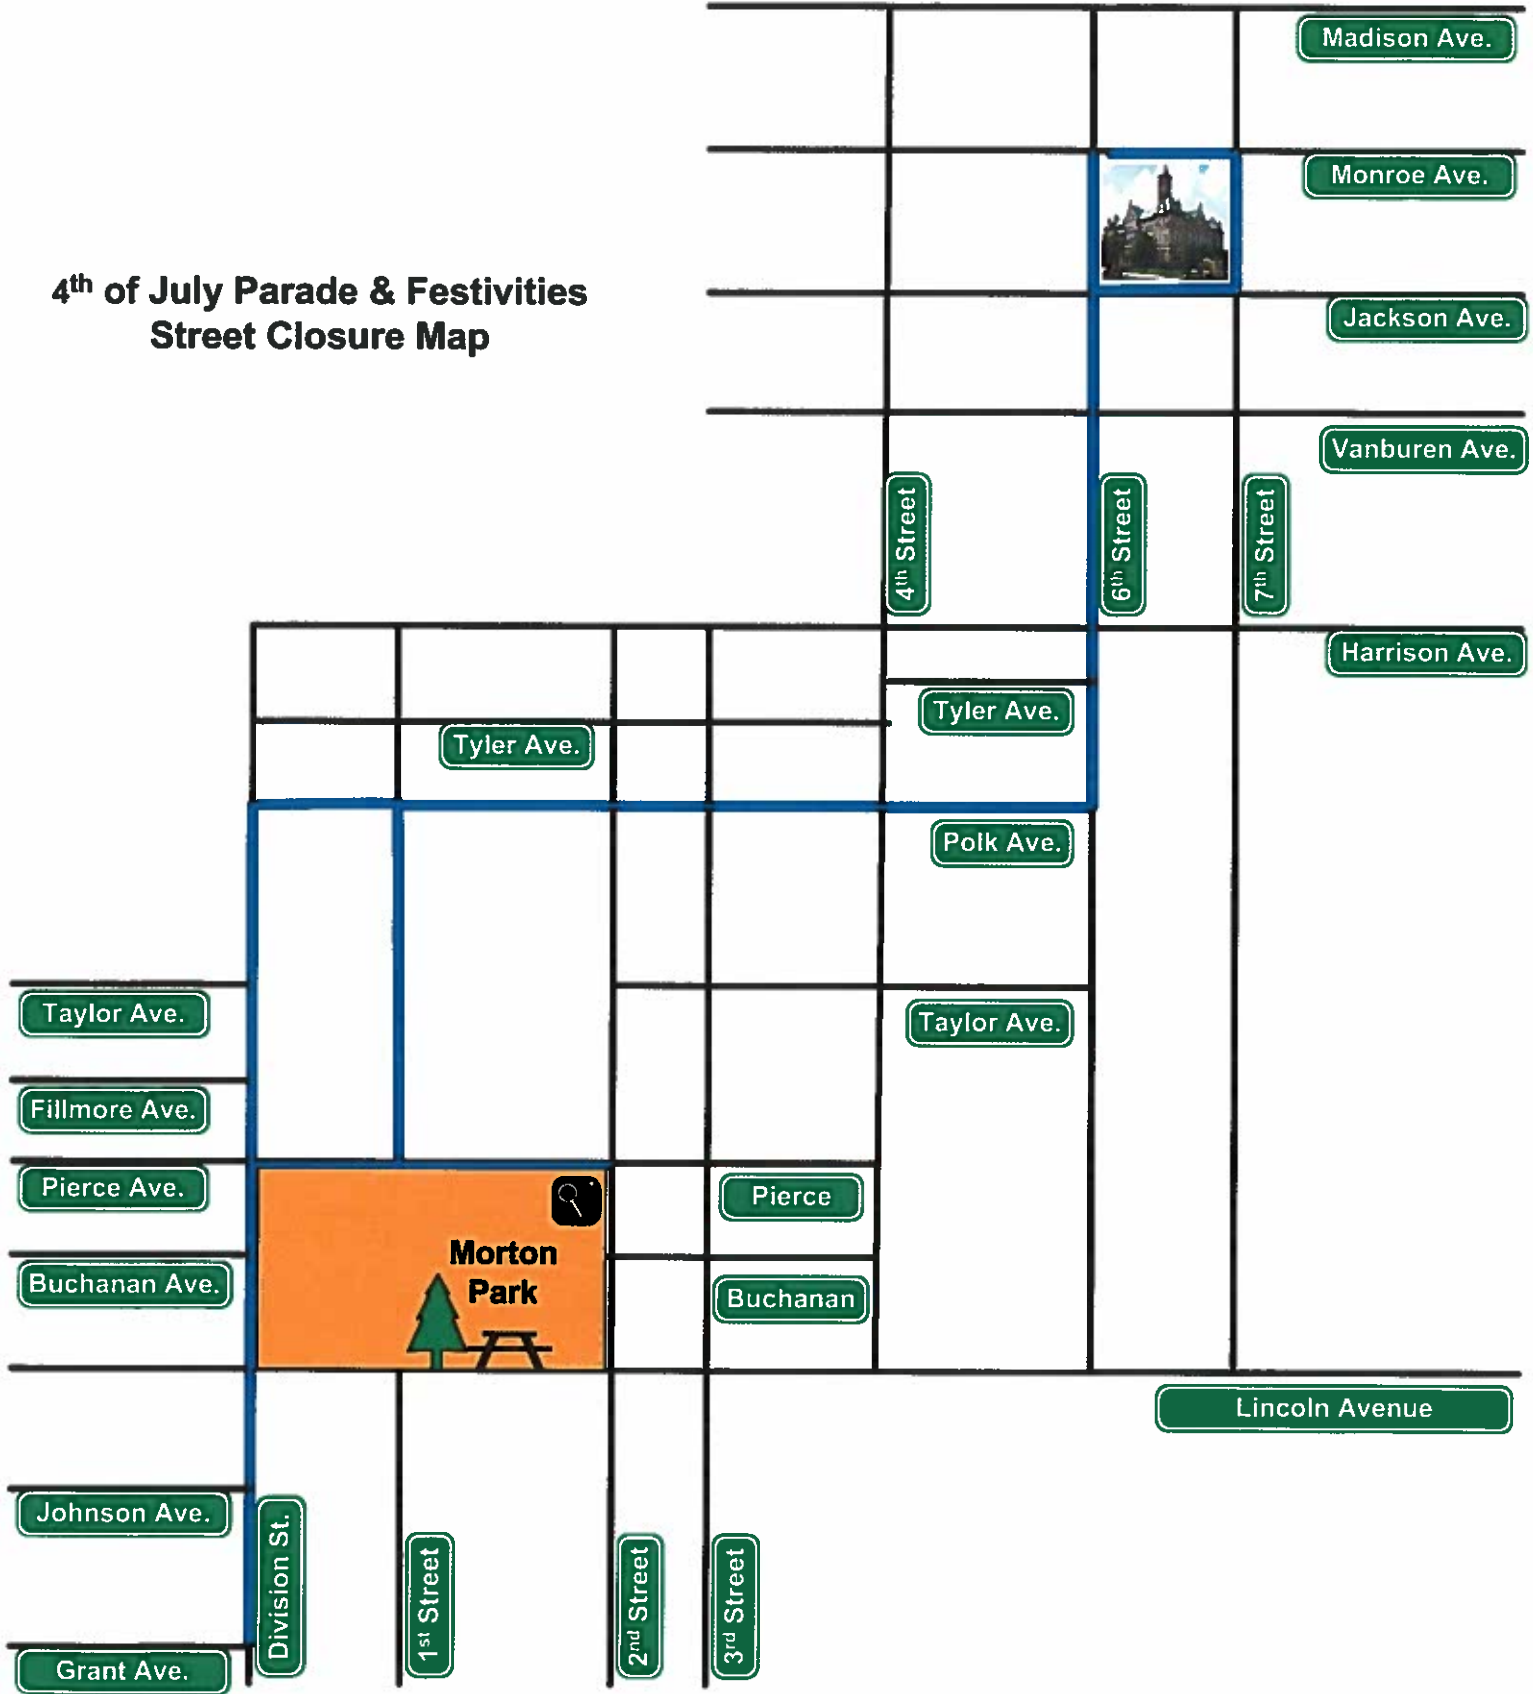 Madison Ave.
Monroe Ave.
4th of July Parade & Festivities
Street Closure Map
Jackson Ave.
Vanburen Ave.
4th Street
6th Street
7th Street
Harrison Ave.
Tyler Ave.
Tyler Ave.
Polk Ave.
Taylor Ave.
Taylor Ave.
Fillmore Ave.
Pierce Ave.
Pierce
Morton
Park
Buchanan Ave.
Buchanan
Lincoln Avenue
Johnson Ave.
Division St.
1st Street
2nd Street
3rd Street
Grant Ave.